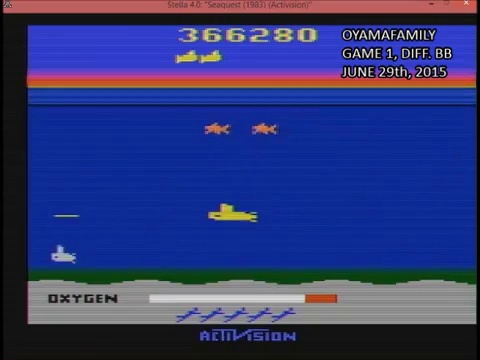 Stella 4.0: "Seaquest (1983) (Activision)"
366280
OYAMAFAMILY
GAME 1, DIFF. BB
JUNE 29th, 2015
OXYGEN
ACTIVISION